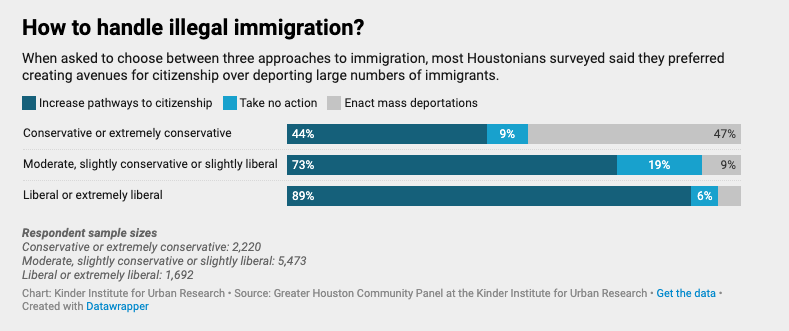 How to handle illegal immigration?
When asked to choose between three approaches to immigration, most Houstonians surveyed said they preferred
creating avenues for citizenship over deporting large numbers of immigrants.
Increase pathways to citizenship Take no action Enact mass deportations
Conservative or extremely conservative 44% 9% 47%
Moderate, slightly conservative or slightly liberal 73% 19% 9%
Liberal or extremely liberal 89% 6%
Respondent sample sizes
Conservative or extremely conservative: 2,220
Moderate, slightly conservative or slightly liberal: 5,473
Liberal or extremely liberal: 1,692
Chart: Kinder Institute for Urban Research • Source: Greater Houston Community Panel at the Kinder Institute for Urban Research • Get the data •
Created with Datawrapper